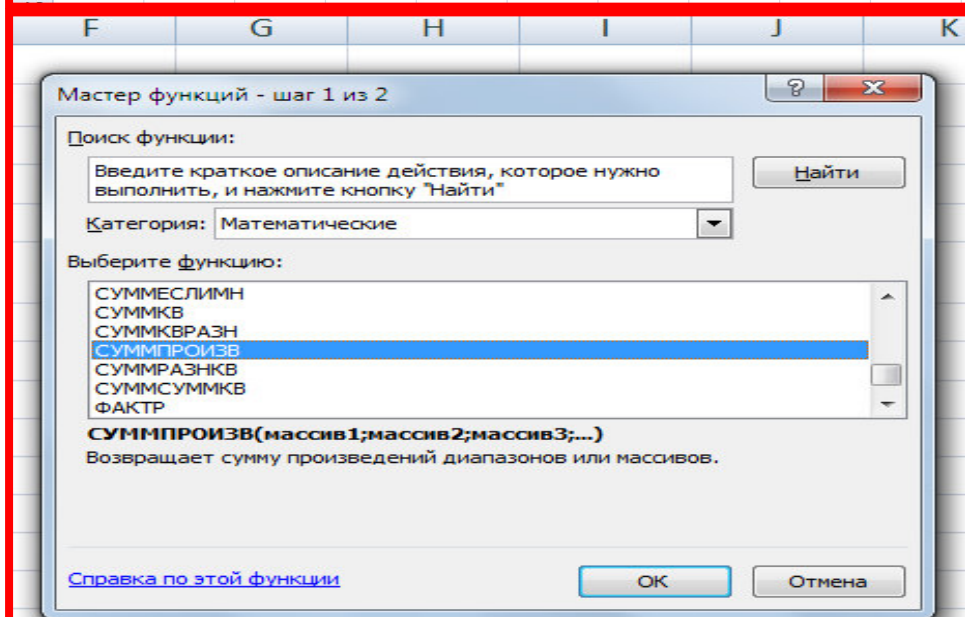 F G H I J K
Мастер функций - шаг 1 из 2
Поиск функции:
Введите краткое описание действия, которое нужно
выполнить, и нажмите кнопку "Найти"
Найти
Категория: Математические
Выберите функцию:
СУММЕСЛИМН
СУММКВ
СУММКВРАЗН
СУММПРОИЗВ
СУММРАЗНКВ
СУММСУММКВ
ФАКТР
СУММПРОИЗВ(массив1;массив2;массив3;...)
Возвращает сумму произведений диапазонов или массивов.
Справка по этой функции
ОК
Отмена